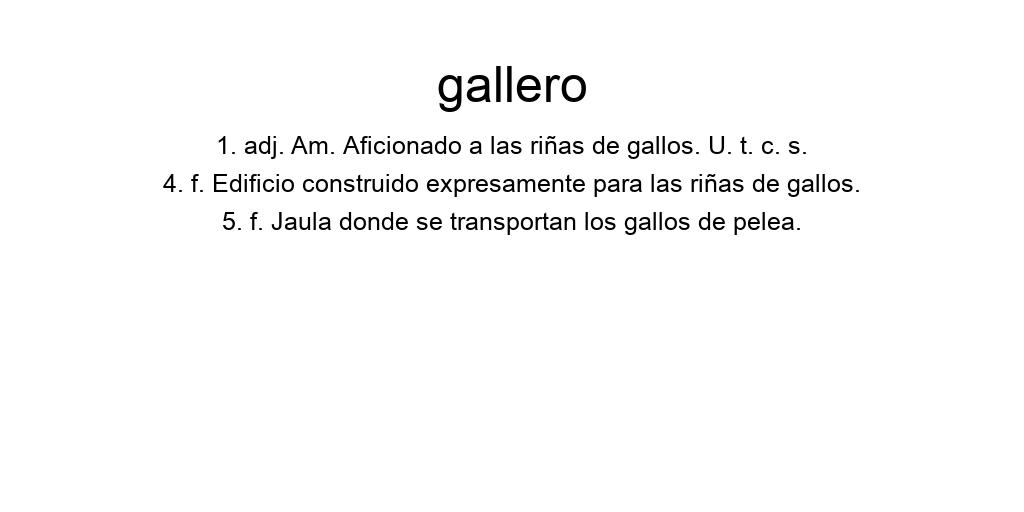 gallero
1. adj. Am. Aficionado a las riñas de gallos. U. t. c. s.
4. f. Edificio construido expresamente para las riñas de gallos.
5. f. Jaula donde se transportan los gallos de pelea.